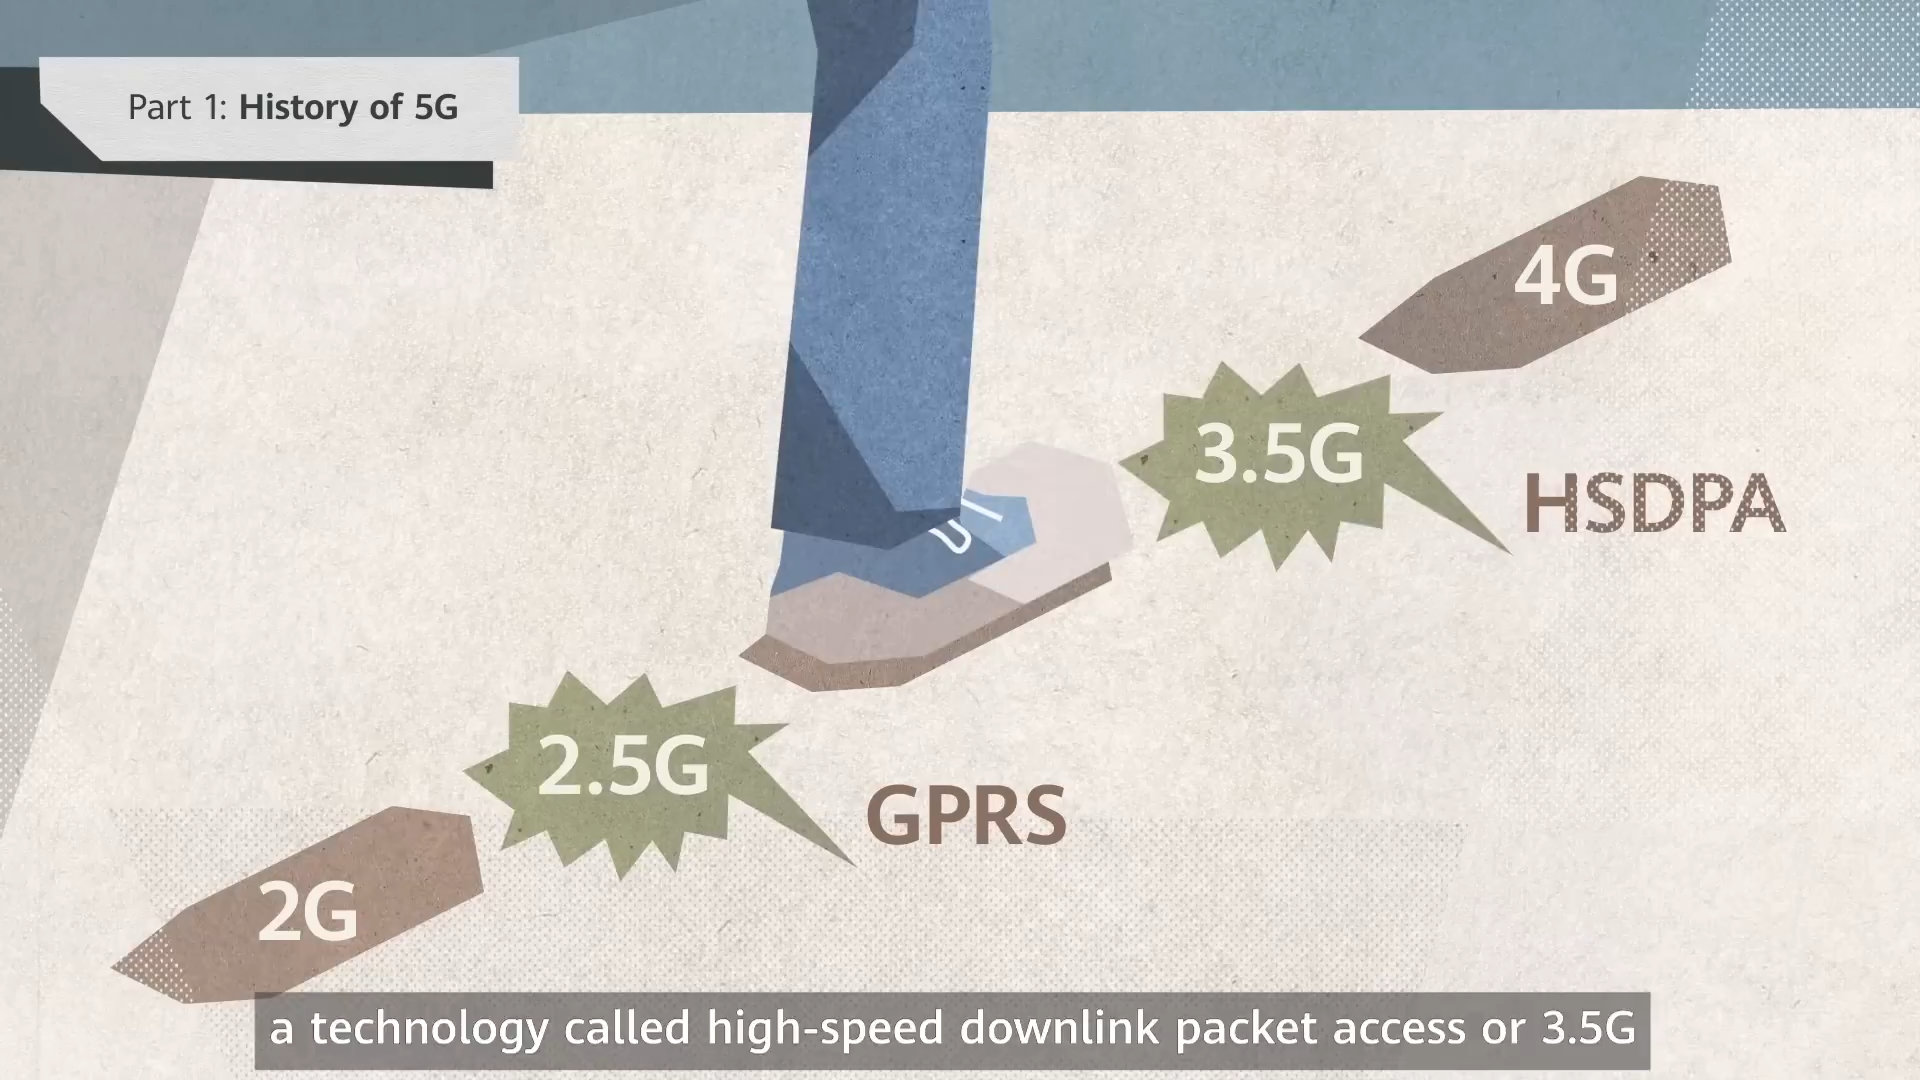 Part 1: History of 5G
4G
3.5G
HSDPA
2.5G
GPRS
2G
a technology called high-speed downlink packet access or 3.5G